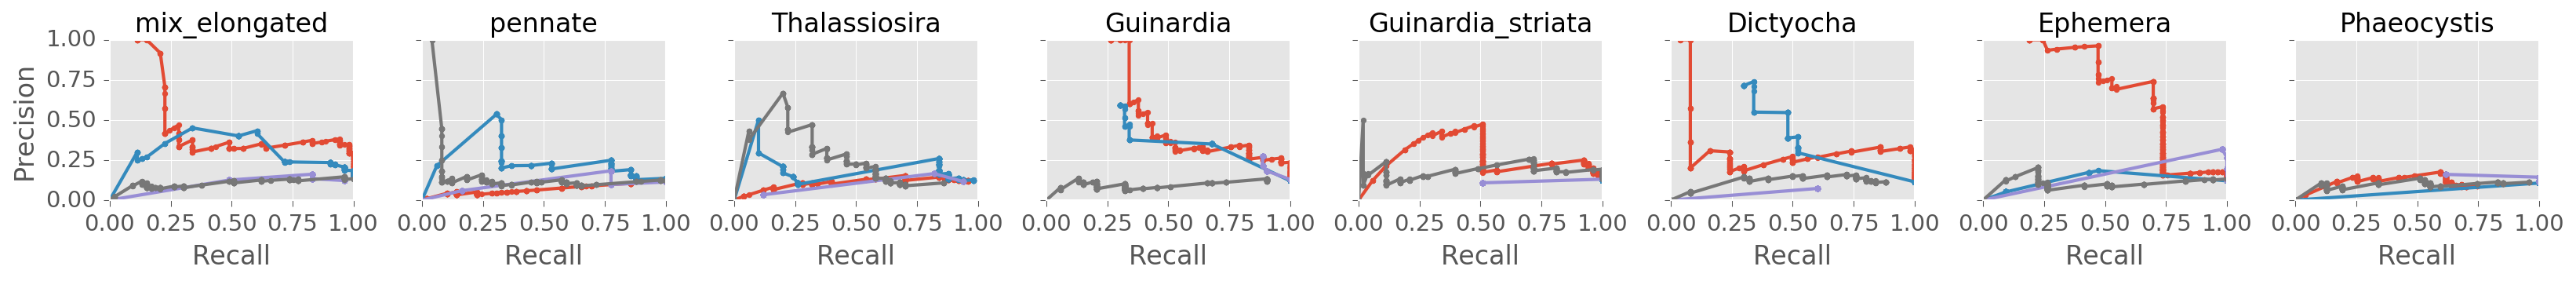 mix_elongated pennate Thalassiosira Guinardia Guinardia_striata Dictyocha Ephemera Phaeocystis
Precision
1.00
0.75
0.50
0.25
0.00
0.00 0.25 0.50 0.75 1.00 0.00 0.25 0.50 0.75 1.00 0.00 0.25 0.50 0.75 1.00 0.00 0.25 0.50 0.75 1.00 0.00 0.25 0.50 0.75 1.00 0.00 0.25 0.50 0.75 1.00 0.00 0.25 0.50 0.75 1.00 0.00 0.25 0.50 0.75 1.00
Recall Recall Recall Recall Recall Recall Recall Recall